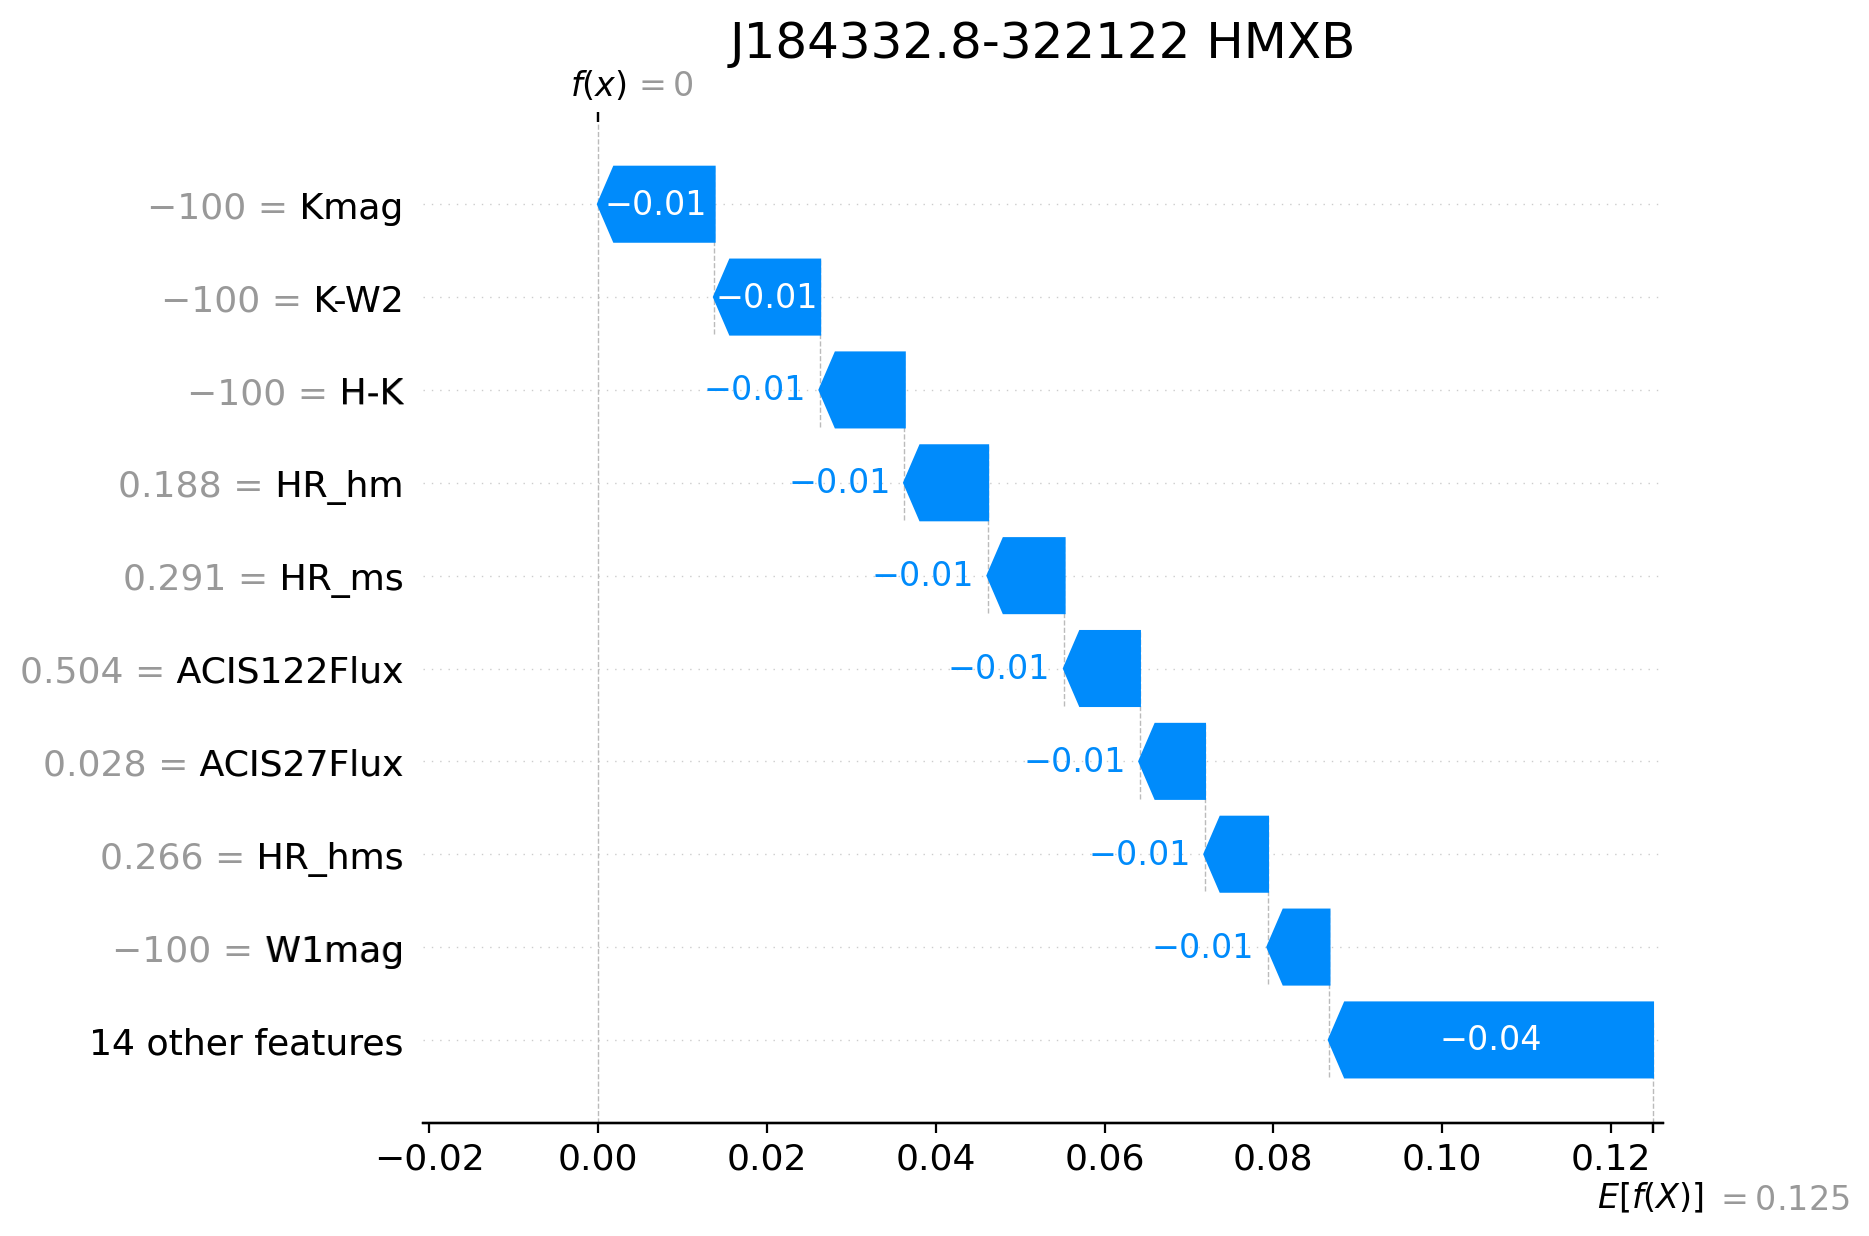 J184332.8-322122 HMXB
f(x) = 0
−100 = Kmag −0.01
−100 = K-W2 −0.01
−100 = H-K −0.01
0.188 = HR_hm −0.01
0.291 = HR_ms −0.01
0.504 = ACIS122Flux −0.01
0.028 = ACIS27Flux −0.01
0.266 = HR_hms −0.01
−100 = W1mag −0.01
14 other features −0.04
−0.02 0.00 0.02 0.04 0.06 0.08 0.10 0.12
E[f(X)] = 0.125